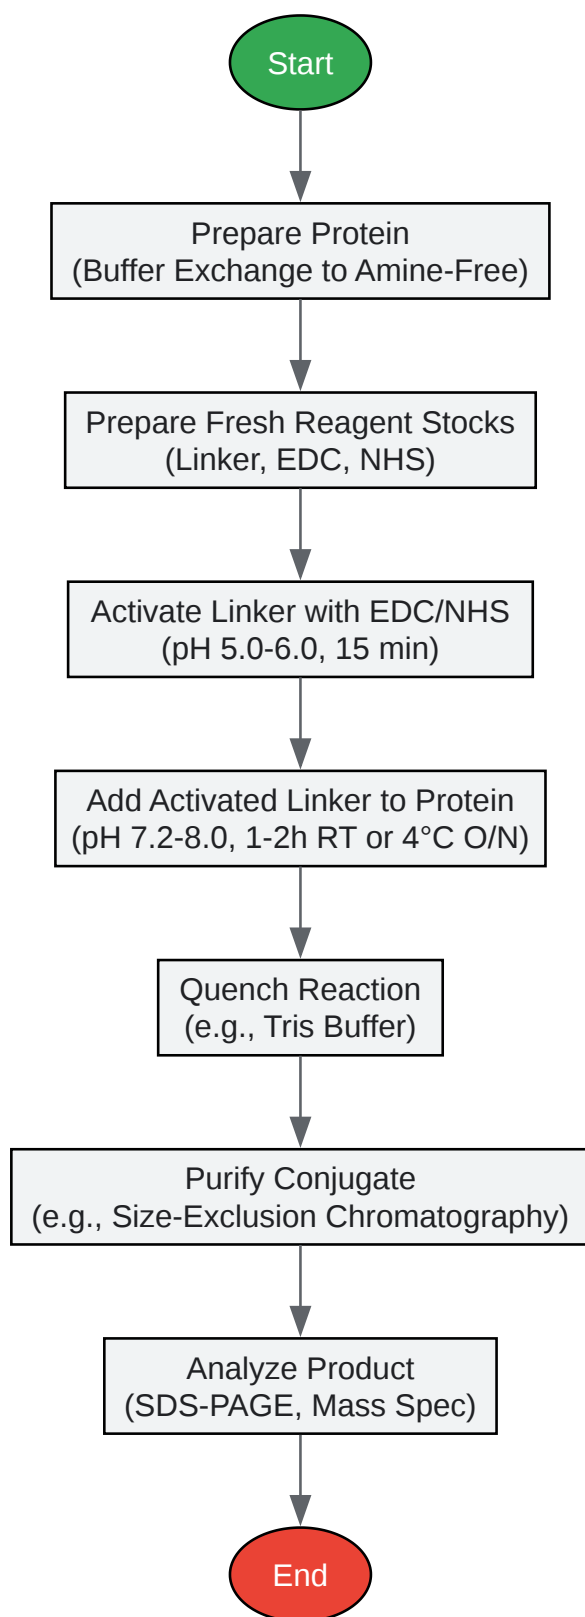 Start
Prepare Protein
(Buffer Exchange to Amine-Free)
Prepare Fresh Reagent Stocks
(Linker, EDC, NHS)
Activate Linker with EDC/NHS
(pH 5.0-6.0, 15 min)
Add Activated Linker to Protein
(pH 7.2-8.0, 1-2h RT or 4°C O/N)
Quench Reaction
(e.g., Tris Buffer)
Purify Conjugate
(e.g., Size-Exclusion Chromatography)
Analyze Product
(SDS-PAGE, Mass Spec)
End